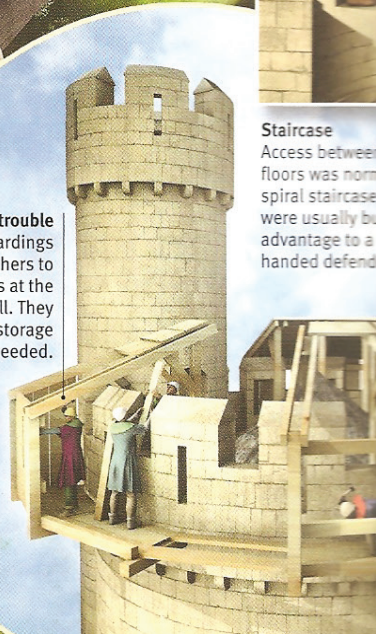 trouble
ardings
hers to
s at the
ll. They
storage
eeded.
Staircase
Access between
floors was norm
spiral staircase
were usually bu
advantage to a
handed defend